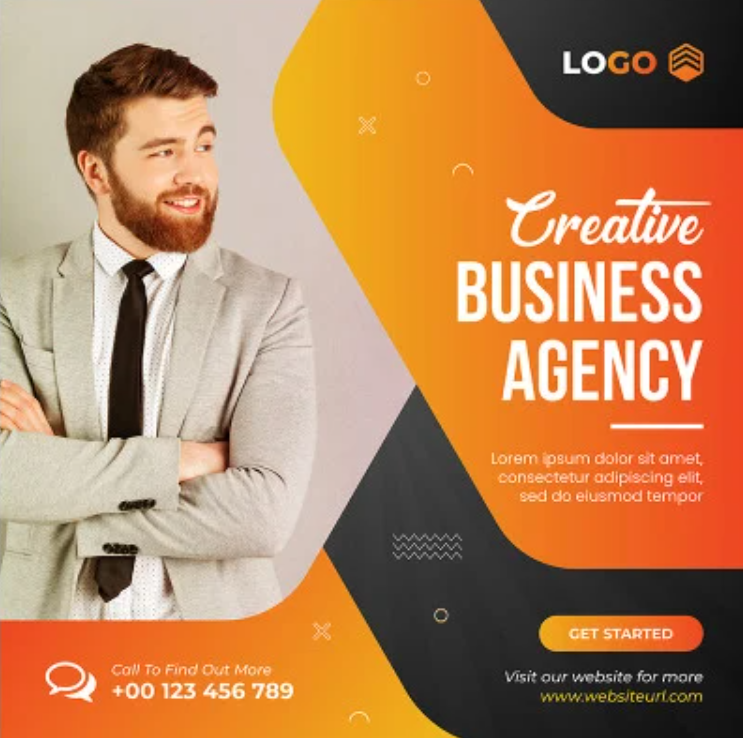 LOGO
Creative
BUSINESS
AGENCY
Lorem ipsum dolor sit amet,
consectetur adipiscing elit,
sed do eiusmod tempor
GET STARTED
Visit our website for more
www.websiteurl.com
Call To Find Out More
+00 123 456 789